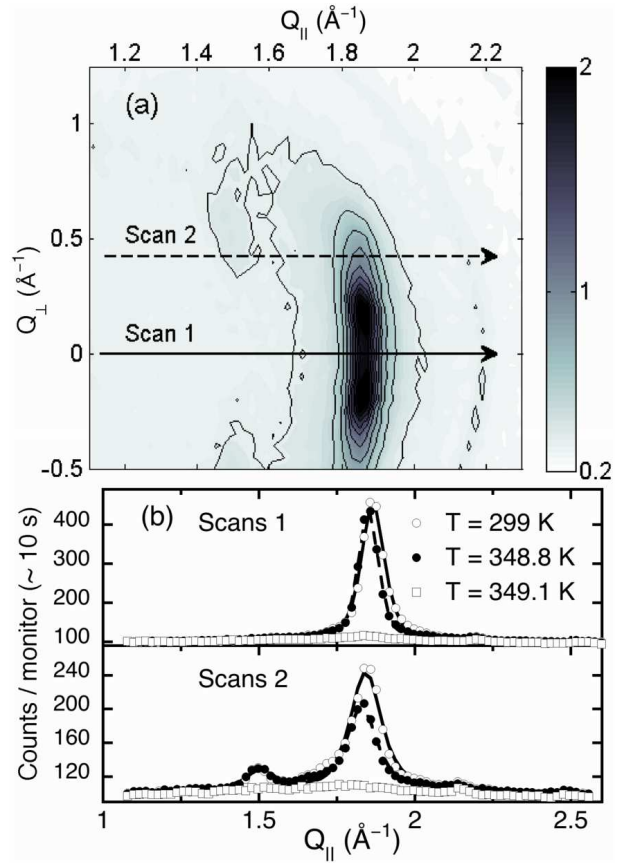 Q|| (Å⁻¹)
1.2 1.4 1.6 1.8 2 2.2
(a)
2
1
0.2
1
0.5
0
-0.5
Q⊥ (Å⁻¹)
Scan 2
Scan 1
(b) Scans 1
T = 299 K
T = 348.8 K
T = 349.1 K
400
300
200
100
Scans 2
240
200
160
120
Counts / monitor (~ 10 s)
1 1.5 2 2.5
Q|| (Å⁻¹)